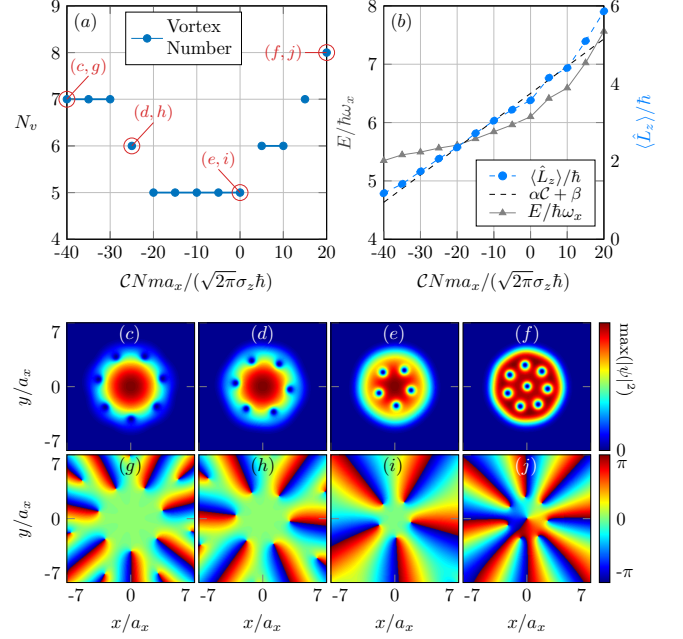 (a)
Vortex
Number
(c, g)
(d, h)
(e, i)
(f, j)
9
8
7
6
5
4
N_v
-40
-30
-20
-10
0
10
20
CNma_x/(√2πσ_zħ)
(b)
8
7
6
5
4
E/ħω_x
6
5
4
3
2
1
0
⟨L̂_z⟩/ħ
⟨L̂_z⟩/ħ
αC + β
E/ħω_x
-40
-30
-20
-10
0
10
20
CNma_x/(√2πσ_zħ)
7
0
-7
y/a_x
(c)
(d)
(e)
(f)
max(|ψ|²)
0
7
0
-7
y/a_x
(g)
(h)
(i)
(j)
π
0
-π
-7
0
7
-7
0
7
-7
0
7
-7
0
7
x/a_x
x/a_x
x/a_x
x/a_x